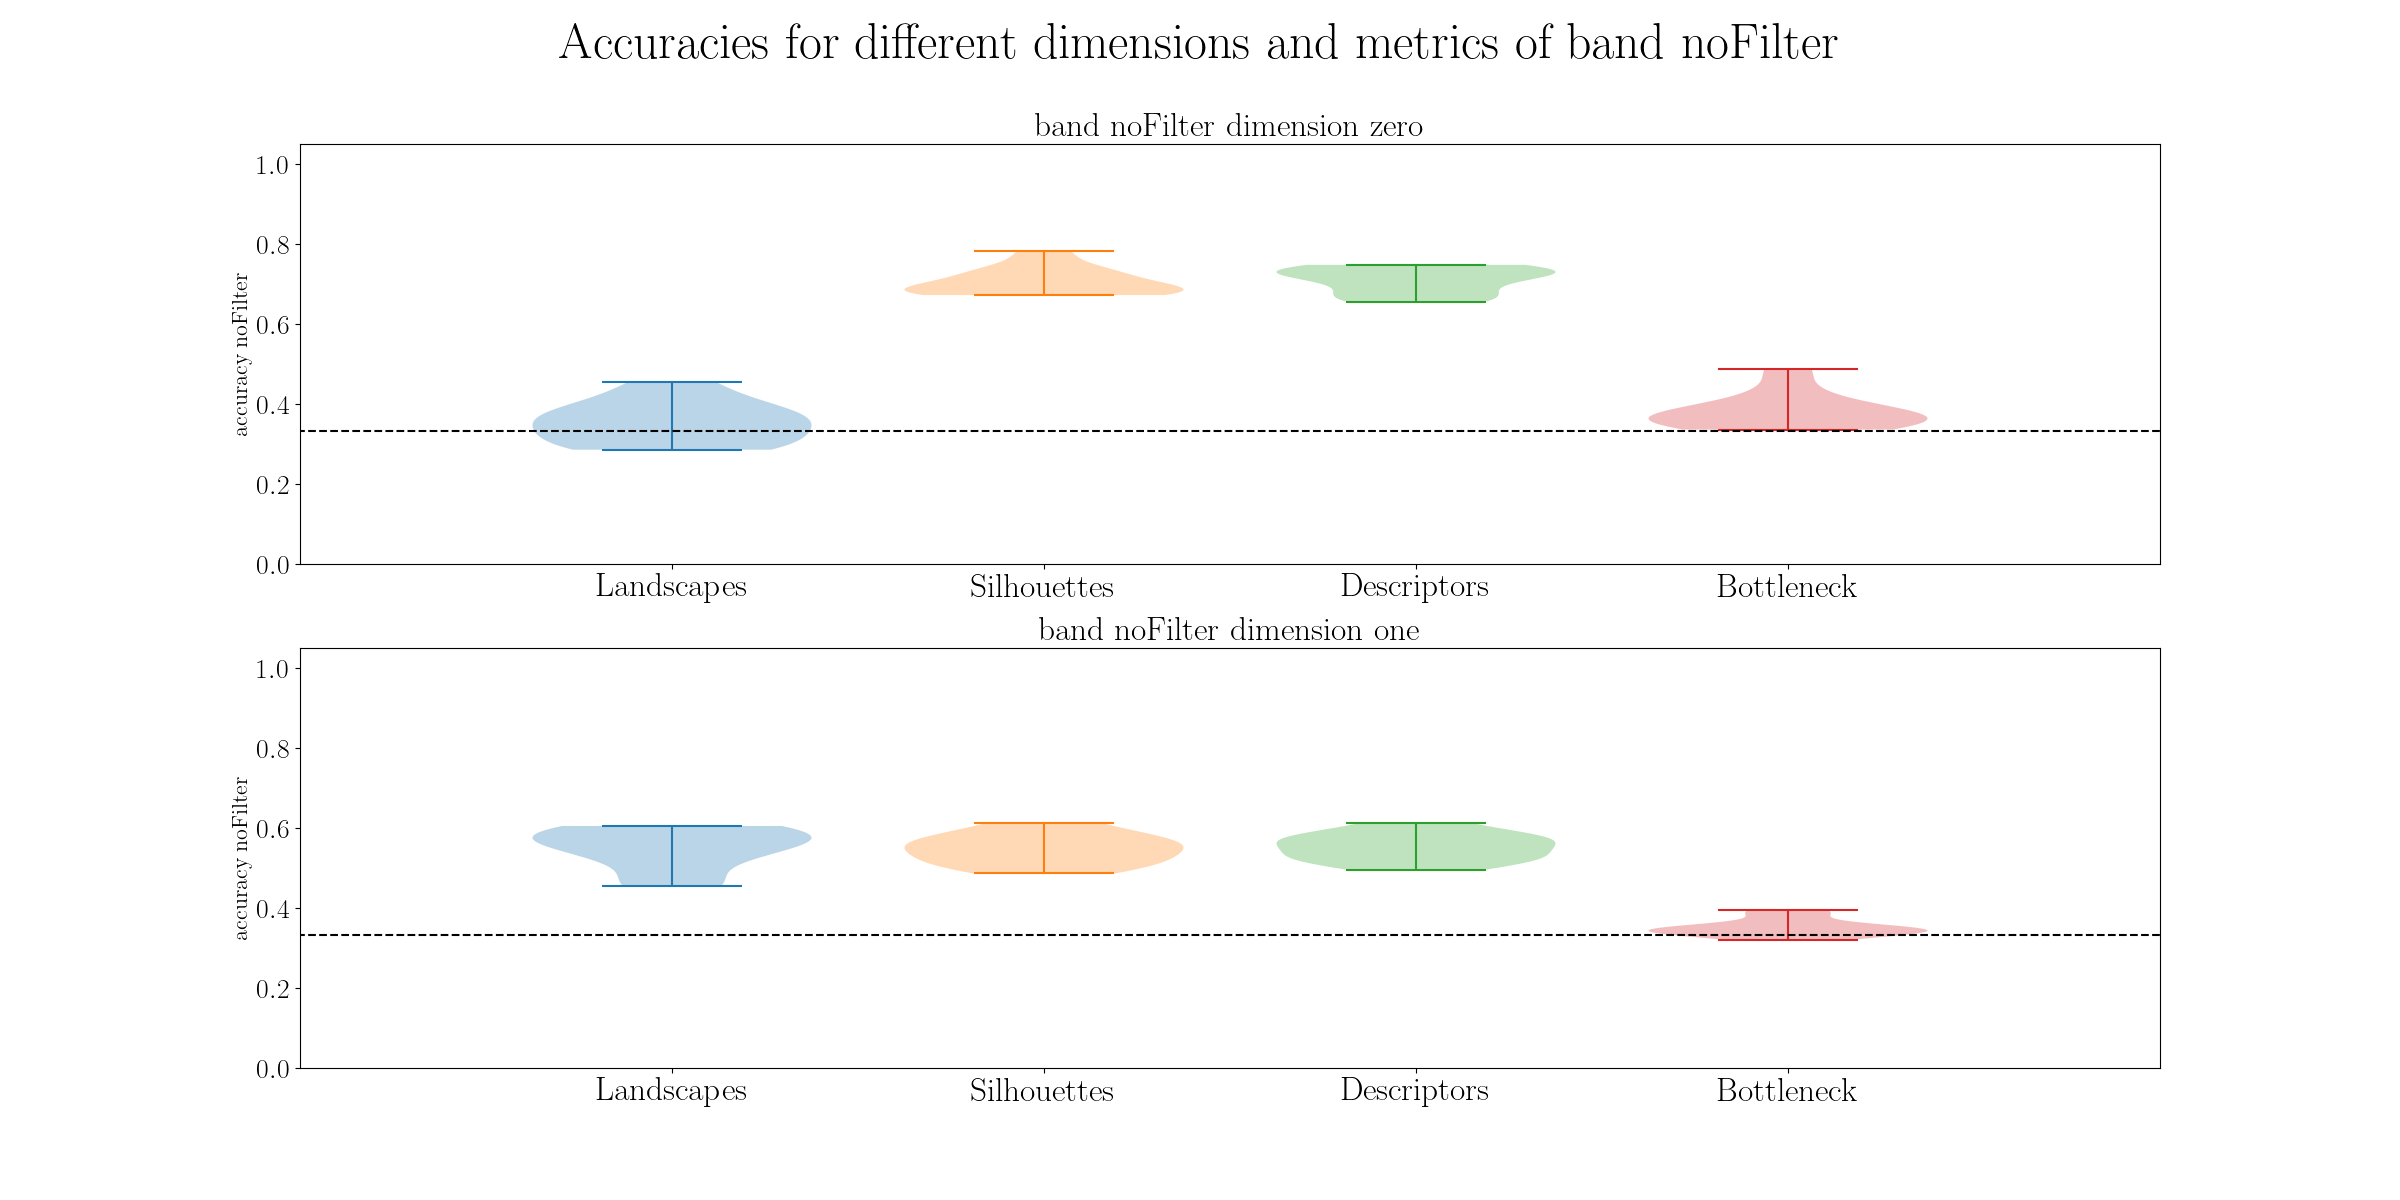 Accuracies for different dimensions and metrics of band noFilter
band noFilter dimension zero
accuracy noFilter
1.0
0.8
0.6
0.4
0.2
0.0
Landscapes Silhouettes Descriptors Bottleneck
band noFilter dimension one
accuracy noFilter
1.0
0.8
0.6
0.4
0.2
0.0
Landscapes Silhouettes Descriptors Bottleneck